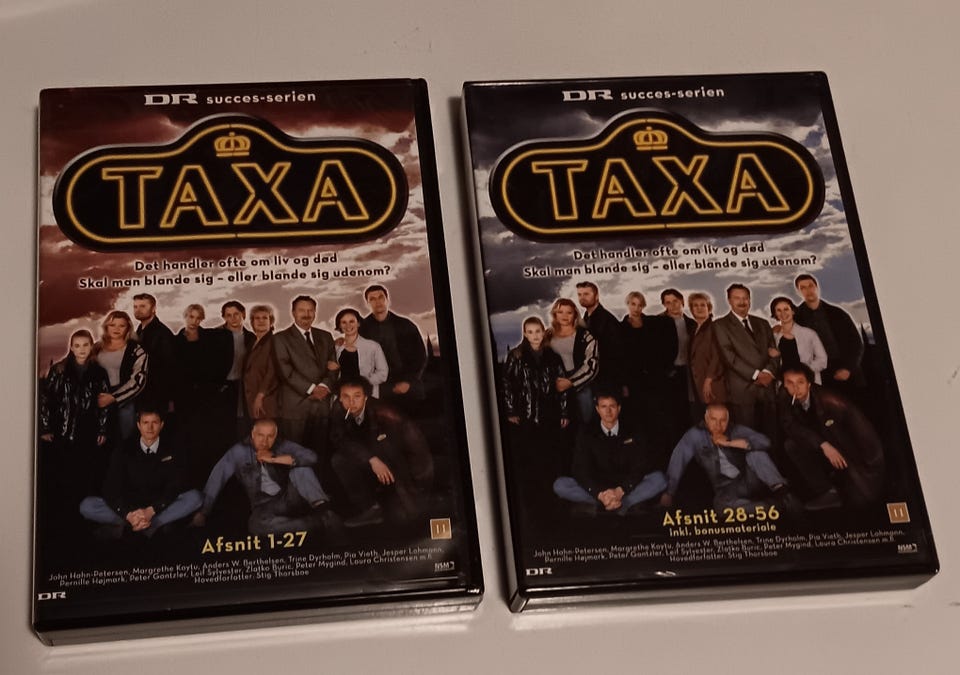 DR succes-serien
TAXA
Det handler ofte om liv og død
Skal man blande sig - eller blande sig udenom?
Afsnit 1-27
11
John Hahn-Petersen, Margrethe Koytu, Anders W. Berthelsen, Trine Dyrholm, Pia Vieth, Jesper Lohmann,
Pernille Højmark, Peter Gantzler, Leif Sylvester, Zlatko Buric, Peter Mygind, Laura Christensen m.fl.
Hovedforfatter: Stig Thorsboe
NSM
DR
DR succes-serien
TAXA
Det handler ofte om liv og død
Skal man blande sig - eller blande sig udenom?
Afsnit 28-56
inkl. bonusmateriale
11
John Hahn-Petersen, Margrethe Koytu, Anders W. Berthelsen, Trine Dyrholm, Pia Vieth, Jesper Lohmann,
Pernille Højmark, Peter Gantzler, Leif Sylvester, Zlatko Buric, Peter Mygind, Laura Christensen m.fl.
Hovedforfatter: Stig Thorsboe
NSM
DR